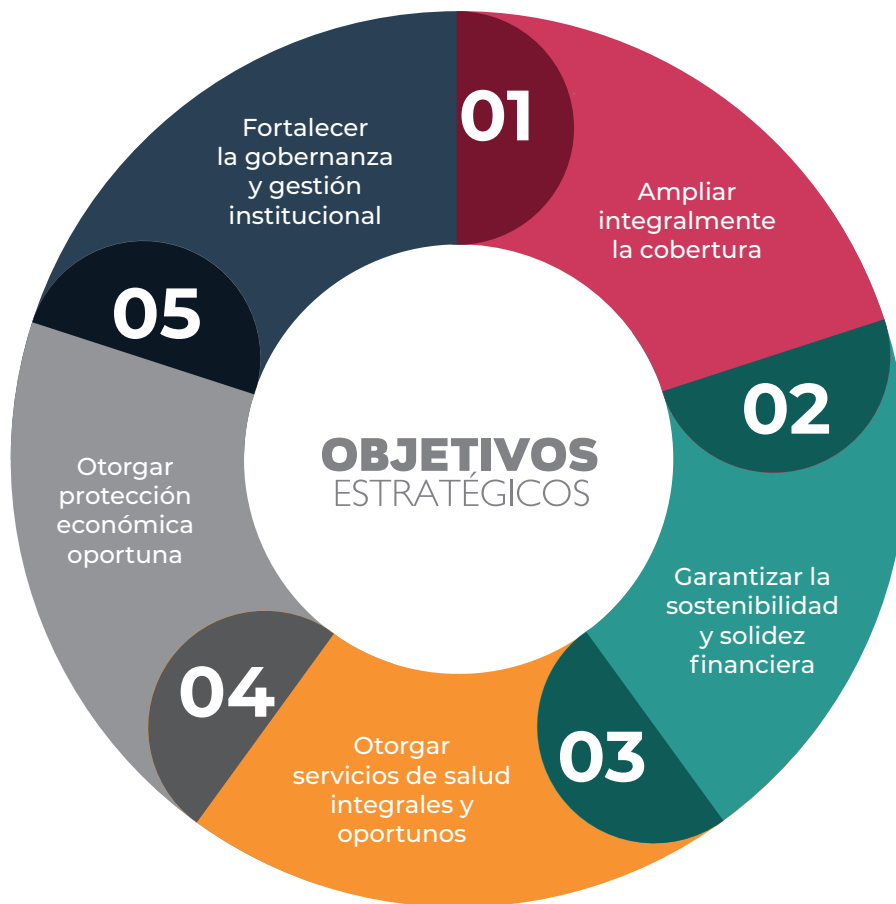 OBJETIVOS
ESTRATÉGICOS
01
Ampliar
integralmente
la cobertura
02
Garantizar la
sostenibilidad
y solidez
financiera
03
Otorgar
servicios de salud
integrales y
oportunos
04
Otorgar
protección
económica
oportuna
05
Fortalecer
la gobernanza
y gestión
institucional